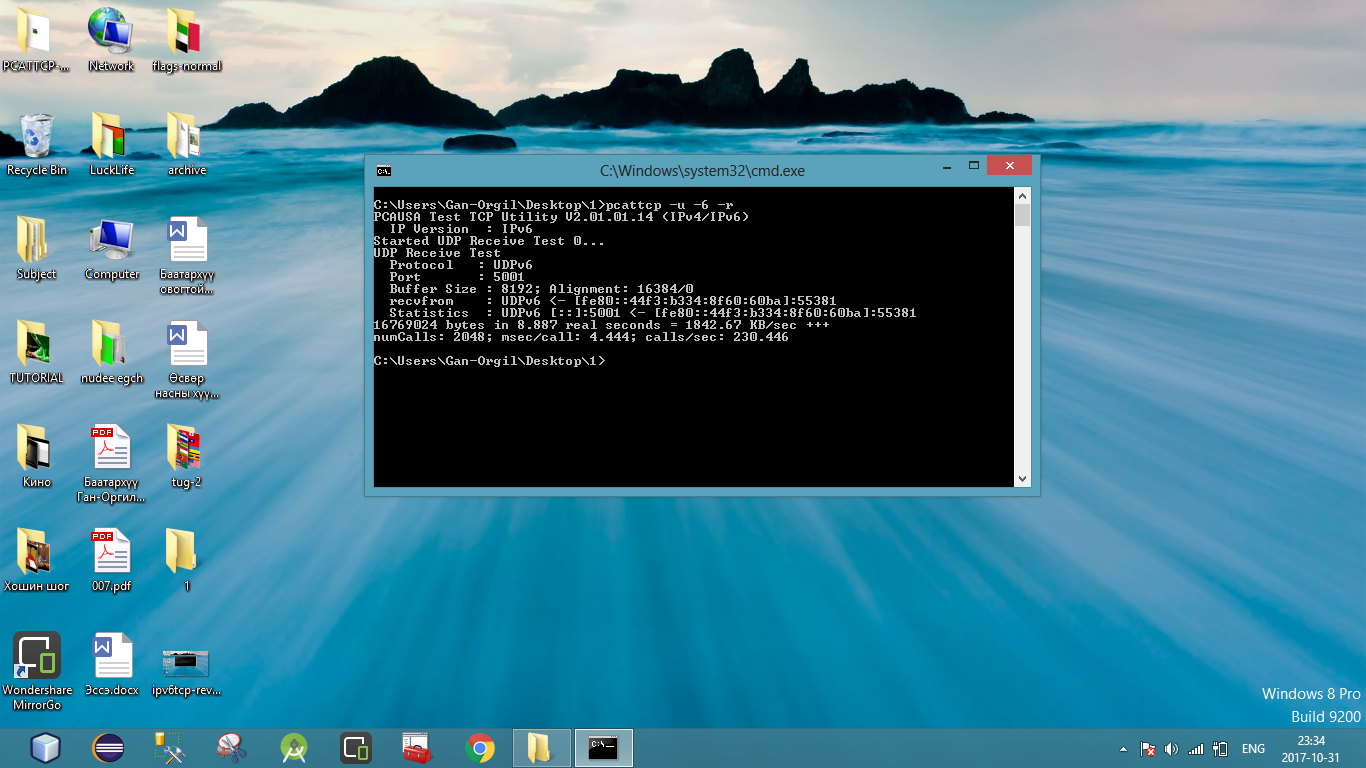 PCATTCP-...
Network
flags-normal
Recycle Bin
LuckLife
archive
Subject
Computer
Баатархүү
овогтой...
TUTORIAL
nudee egch
Өсвөр
насны хүү...
Кино
Баатархүү
Ган-Оргил...
tug-2
Хошин шог
007.pdf
1
Wondershare
MirrorGo
Эссэ.docx
ipv6tcp-rev...
C:\Windows\system32\cmd.exe
C:\Users\Gan-Orgil\Desktop\1>pcattcp -u -6 -r
PCAUSA Test TCP Utility V2.01.01.14 (IPv4/IPv6)
IP Version : IPv6
Started UDP Receive Test 0...
UDP Receive Test
Protocol : UDPv6
Port : 5001
Buffer Size : 8192; Alignment: 16384/0
recvfrom : UDPv6 <- [fe80::44f3:b334:8f60:60ba]:55381
Statistics : UDPv6 [::]:5001 <- [fe80::44f3:b334:8f60:60ba]:55381
16769024 bytes in 8.887 real seconds = 1842.67 KB/sec +++
numCalls: 2048; msec/call: 4.444; calls/sec: 230.446
C:\Users\Gan-Orgil\Desktop\1>
Windows 8 Pro
Build 9200
ENG
23:34
2017-10-31